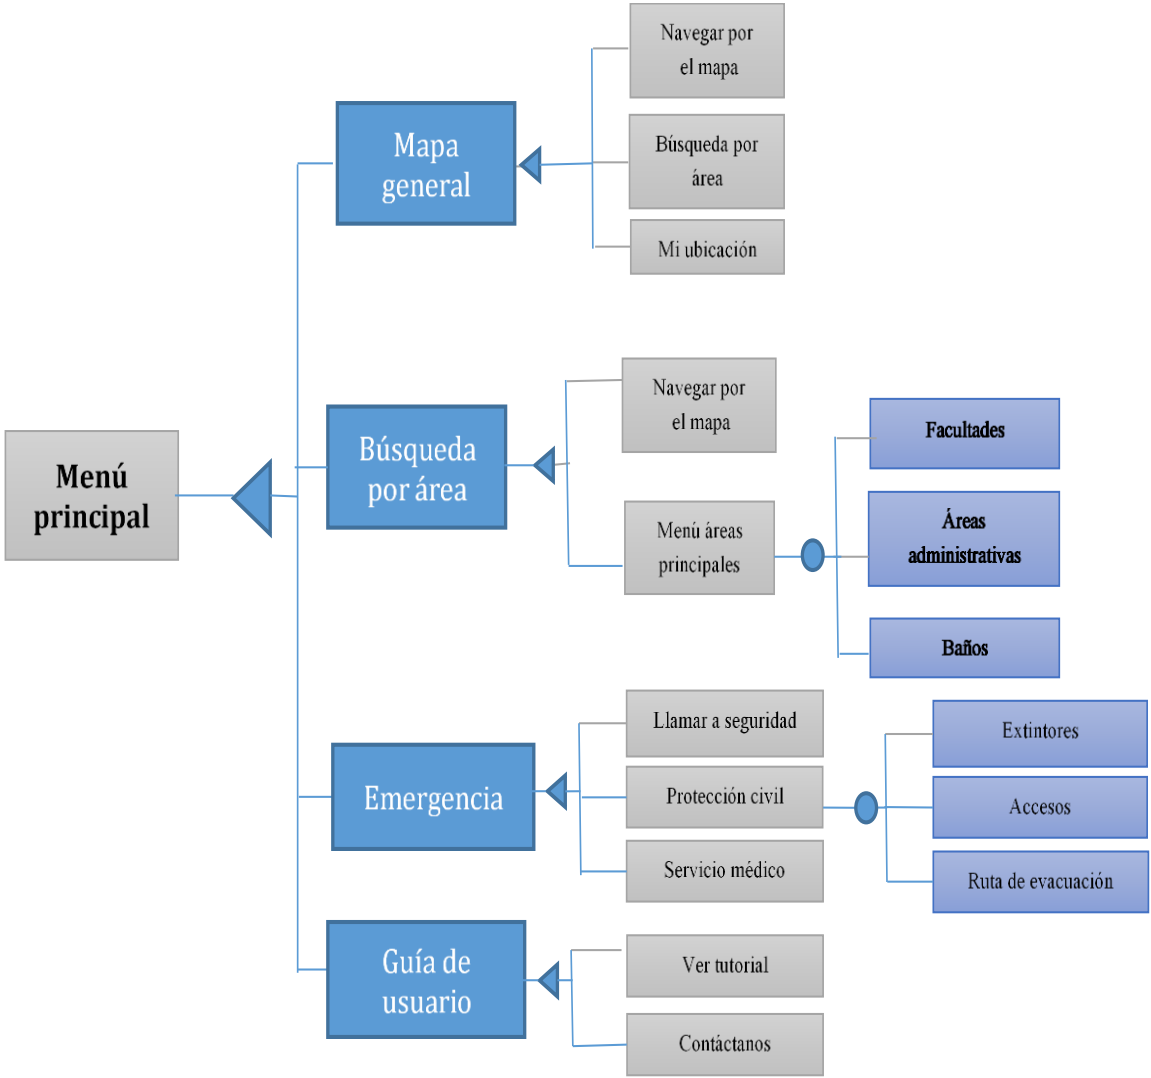 Menú
principal
Mapa
general
Navegar por
el mapa
Búsqueda por
área
Mi ubicación
Búsqueda
por área
Navegar por
el mapa
Menú áreas
principales
Facultades
Áreas
administrativas
Baños
Emergencia
Llamar a seguridad
Protección civil
Servicio médico
Extintores
Accesos
Ruta de evacuación
Guía de
usuario
Ver tutorial
Contáctanos